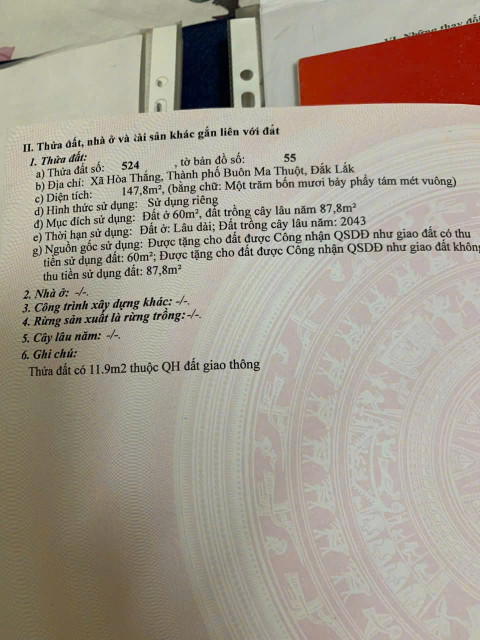 VI. Những thay đổi
II. Thửa đất, nhà ở và tài sản khác gắn liền với đất
1. Thửa đất:
a) Thửa đất số: 524 , tờ bản đồ số: 55
b) Địa chỉ: Xã Hòa Thắng, Thành phố Buôn Ma Thuột, Đắk Lắk
c) Diện tích: 147,8m², (bằng chữ: Một trăm bốn mươi bảy phẩy tám mét vuông)
d) Hình thức sử dụng: Sử dụng riêng
đ) Mục đích sử dụng: Đất ở 60m², đất trồng cây lâu năm 87,8m²
e) Thời hạn sử dụng: Đất ở: Lâu dài; Đất trồng cây lâu năm: 2043
g) Nguồn gốc sử dụng: Được tặng cho đất được Công nhận QSDĐ như giao đất có thu
tiền sử dụng đất: 60m²; Được tặng cho đất được Công nhận QSDĐ như giao đất không
thu tiền sử dụng đất: 87,8m²
2. Nhà ở: -/-.
3. Công trình xây dựng khác: -/-.
4. Rừng sản xuất là rừng trồng: -/-.
5. Cây lâu năm: -/-.
6. Ghi chú:
Thửa đất có 11.9m2 thuộc QH đất giao thông